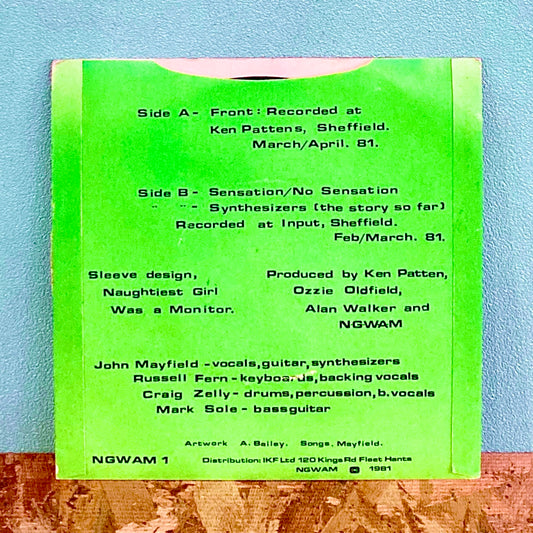 Side A - Front: Recorded at
Ken Pattens, Sheffield.
March/April. 81.
Side B - Sensation/No Sensation
" " - Synthesizers (the story so far)
Recorded at Input, Sheffield.
Feb/March. 81.
Sleeve design,
Naughtiest Girl
Was a Monitor.
Produced by Ken Patten,
Ozzie Oldfield,
Alan Walker and
NGWAM
John Mayfield - vocals, guitar, synthesizers
Russell Fern - keyboards, backing vocals
Craig Zelly - drums, percussion, b.vocals
Mark Sole - bassguitar
Artwork A. Bailey. Songs, Mayfield.
NGWAM 1
Distribution: IKF Ltd 120 Kings Rd Fleet Hants
NGWAM © 1981